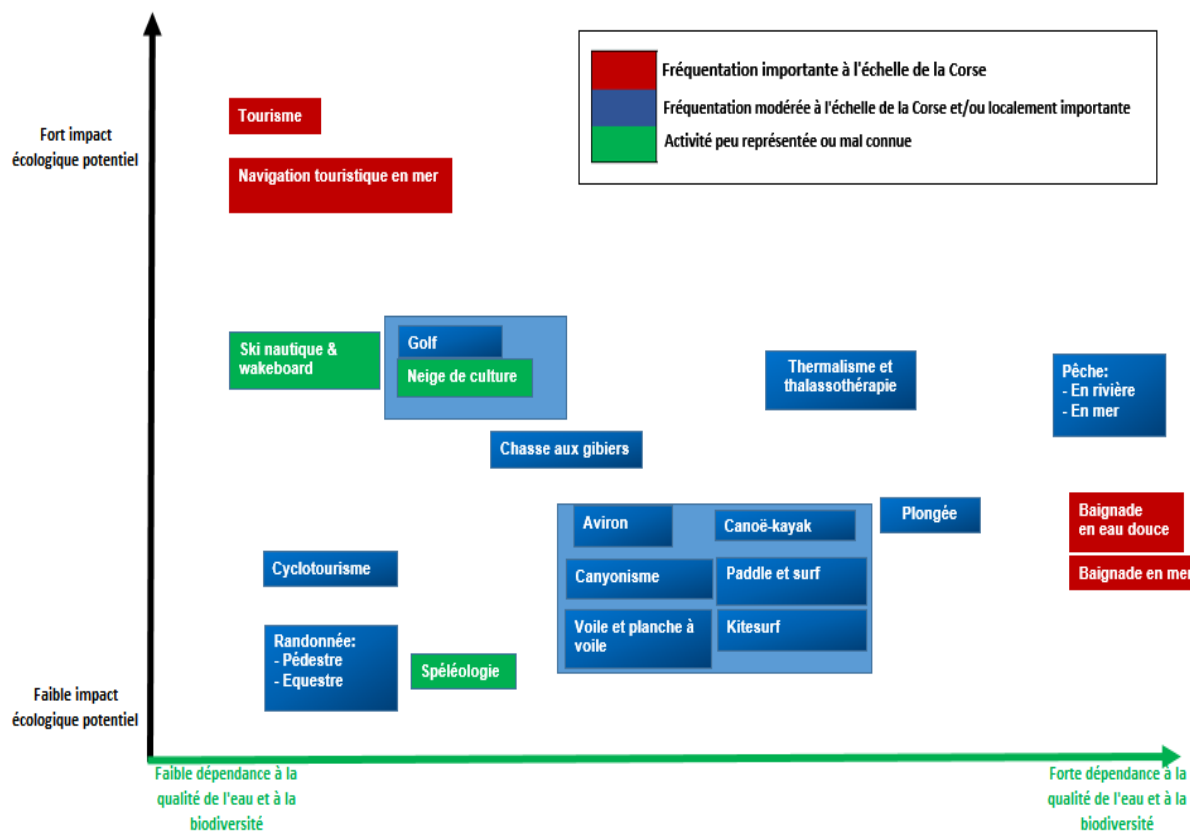 Fréquentation importante à l'échelle de la Corse
Fréquentation modérée à l'échelle de la Corse et/ou localement importante
Activité peu représentée ou mal connue
Fort impact
écologique potentiel
Tourisme
Navigation touristique en mer
Ski nautique &
wakeboard
Golf
Neige de culture
Thermalisme et
thalassothérapie
Pêche:
- En rivière
- En mer
Chasse aux gibiers
Aviron
Canoë-kayak
Plongée
Baignade
en eau douce
Cyclotourisme
Canyonisme
Paddle et surf
Baignade en mer
Randonnée:
- Pédestre
- Equestre
Spéléologie
Voile et planche à
voile
Kitesurf
Faible impact
écologique potentiel
Faible dépendance à la
qualité de l'eau et à la
biodiversité
Forte dépendance à la
qualité de l'eau et à la
biodiversité